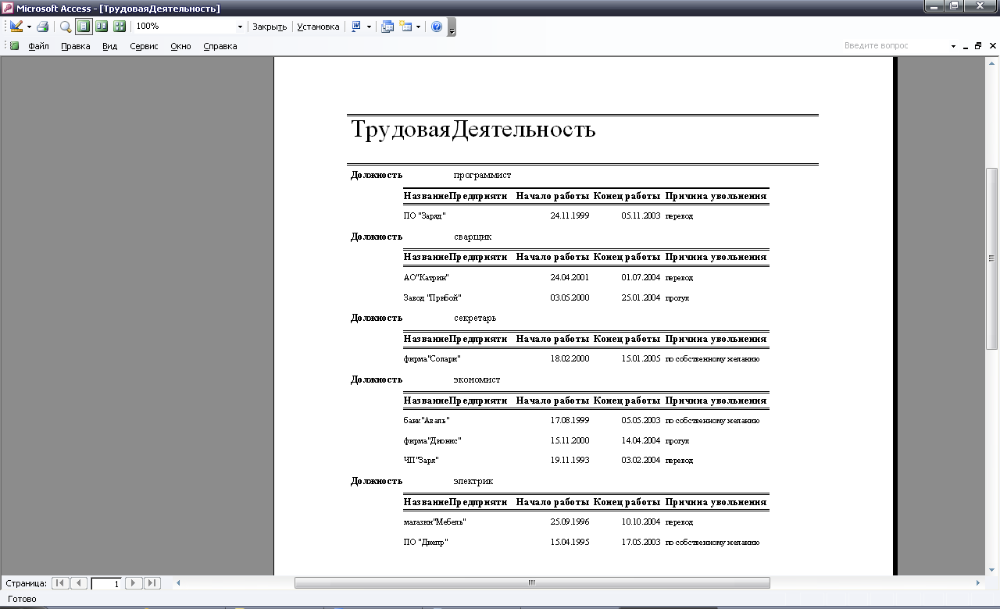 Microsoft Access - [ТрудоваяДеятельность]
100% Закрыть Установка
Файл Правка Вид Сервис Окно Справка Введите вопрос
ТрудоваяДеятельность
Должность программист
НазваниеПредприяти Начало работы Конец работы Причина увольнения
ПО "Заряд" 24.11.1999 05.11.2003 перевод
Должность сварщик
НазваниеПредприяти Начало работы Конец работы Причина увольнения
АО"Катрин" 24.04.2001 01.07.2004 перевод
Завод "Прибой" 03.05.2000 25.01.2004 прогул
Должность секретарь
НазваниеПредприяти Начало работы Конец работы Причина увольнения
фирма"Солари" 18.02.2000 15.01.2005 по собственному желанию
Должность экономист
НазваниеПредприяти Начало работы Конец работы Причина увольнения
банк"Аваль" 17.08.1999 05.05.2003 по собственному желанию
фирма"Дионис" 15.11.2000 14.04.2004 прогул
ЧП"Заря" 19.11.1993 03.02.2004 перевод
Должность электрик
НазваниеПредприяти Начало работы Конец работы Причина увольнения
магазин"Мебель" 25.09.1996 10.10.2004 перевод
ПО "Днепр" 15.04.1995 17.05.2003 по собственному желанию
Страница: 1
Готово